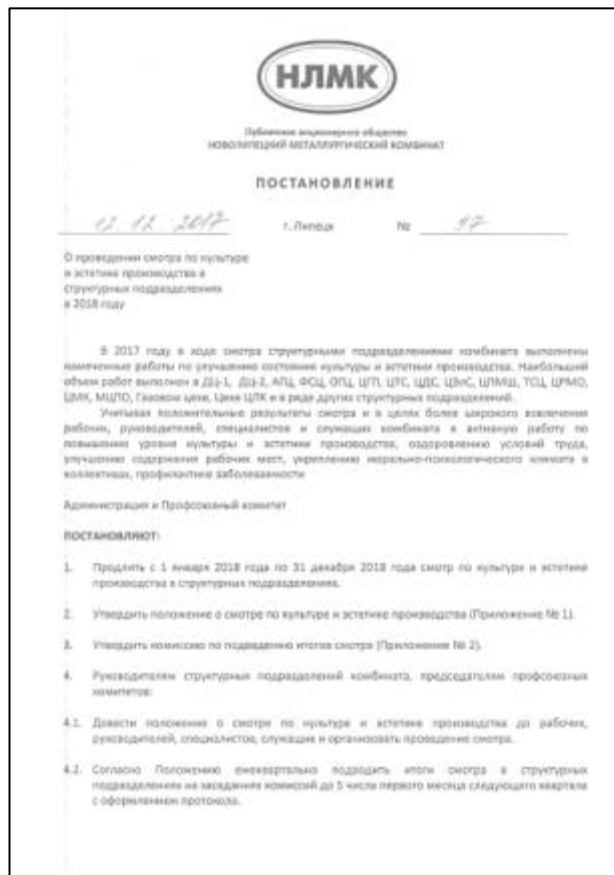 НЛМК
Публичное акционерное общество
НОВОЛИПЕЦКИЙ МЕТАЛЛУРГИЧЕСКИЙ КОМБИНАТ
ПОСТАНОВЛЕНИЕ
12.12.2017 г. Липецк № 97
О проведении смотра по культуре
и эстетике производства в
структурных подразделениях
в 2018 году
В 2017 году в ходе смотра структурными подразделениями комбината выполнены
намеченные работы по улучшению состояния культуры и эстетики производства. Наибольший
объем работ выполнен в ДЦ-1, ДЦ-2, АГЦ, ФСЦ, ОГЦ, ЦГП, ЦТС, ЦДС, ЦЭлС, ЦПМШ, ТСЦ, ЦРМО,
ЦМК, МЦПО, Газовом цехе, Цехе ЦЛК и в ряде других структурных подразделений.
Учитывая положительные результаты смотра и в целях более широкого вовлечения
рабочих, руководителей, специалистов и служащих комбината в активную работу по
повышению уровня культуры и эстетики производства, оздоровлению условий труда,
улучшению содержания рабочих мест, укреплению морально-психологического климата в
коллективах, профилактике заболеваемости
Администрация и Профсоюзный комитет
ПОСТАНОВЛЯЮТ:
1. Продлить с 1 января 2018 года по 31 декабря 2018 года смотр по культуре и эстетике
производства в структурных подразделениях.
2. Утвердить положение о смотре по культуре и эстетике производства (Приложение № 1).
3. Утвердить комиссию по подведению итогов смотра (Приложение № 2).
4. Руководителям структурных подразделений комбината, председателям профсоюзных
комитетов:
4.1. Довести положение о смотре по культуре и эстетике производства до рабочих,
руководителей, специалистов, служащих и организовать проведение смотра.
4.2. Согласно Положению ежеквартально подводить итоги смотра в структурных
подразделениях на заседаниях комиссий до 5 числа первого месяца следующего квартала
с оформлением протокола.